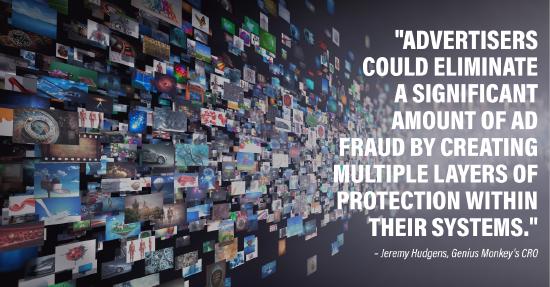 "ADVERTISERS
COULD ELIMINATE
A SIGNIFICANT
AMOUNT OF AD
FRAUD BY CREATING
MULTIPLE LAYERS OF
PROTECTION WITHIN
THEIR SYSTEMS."
– Jeremy Hudgens, Genius Monkey's CRO